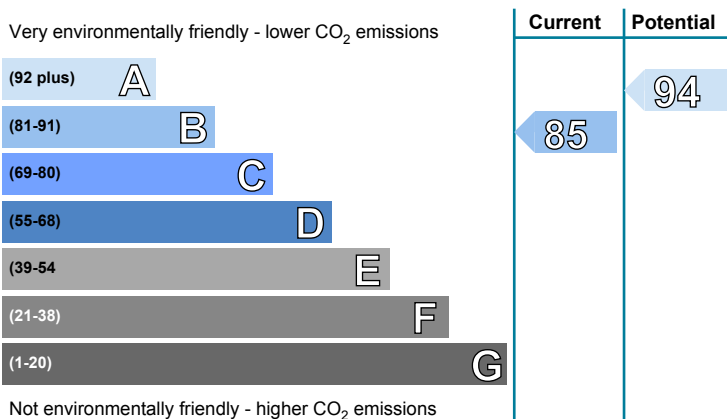 Very environmentally friendly - lower CO2 emissions
Current Potential
(92 plus) A
94
(81-91) B
85
(69-80) C
(55-68) D
(39-54 E
(21-38) F
(1-20) G
Not environmentally friendly - higher CO2 emissions